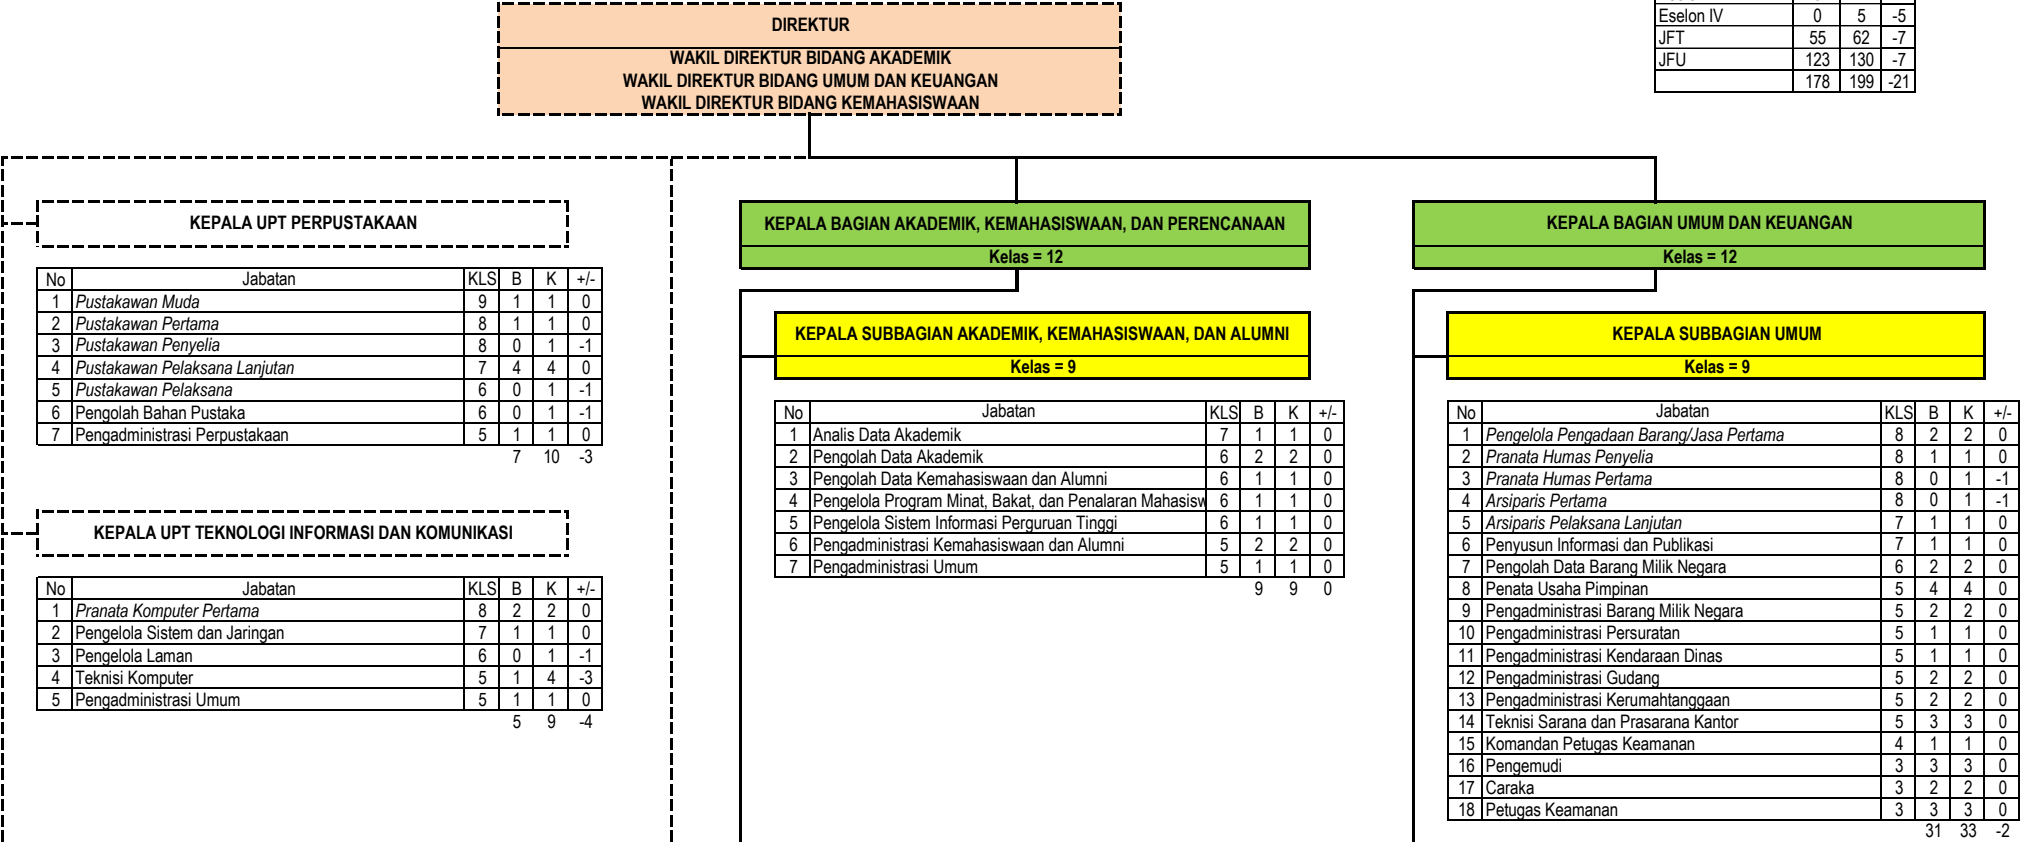 DIREKTUR
WAKIL DIREKTUR BIDANG AKADEMIK
WAKIL DIREKTUR BIDANG UMUM DAN KEUANGAN
WAKIL DIREKTUR BIDANG KEMAHASISWAAN
Eselon IV 0 5 -5
JFT 55 62 -7
JFU 123 130 -7
178 199 -21
KEPALA UPT PERPUSTAKAAN
No Jabatan KLS B K +/-
1 Pustakawan Muda 9 1 1 0
2 Pustakawan Pertama 8 1 1 0
3 Pustakawan Penyelia 8 0 1 -1
4 Pustakawan Pelaksana Lanjutan 7 4 4 0
5 Pustakawan Pelaksana 6 0 1 -1
6 Pengolah Bahan Pustaka 6 0 1 -1
7 Pengadministrasi Perpustakaan 5 1 1 0
7 10 -3
KEPALA UPT TEKNOLOGI INFORMASI DAN KOMUNIKASI
No Jabatan KLS B K +/-
1 Pranata Komputer Pertama 8 2 2 0
2 Pengelola Sistem dan Jaringan 7 1 1 0
3 Pengelola Laman 6 0 1 -1
4 Teknisi Komputer 5 1 4 -3
5 Pengadministrasi Umum 5 1 1 0
5 9 -4
KEPALA BAGIAN AKADEMIK, KEMAHASISWAAN, DAN PERENCANAAN
Kelas = 12
KEPALA SUBBAGIAN AKADEMIK, KEMAHASISWAAN, DAN ALUMNI
Kelas = 9
No Jabatan KLS B K +/-
1 Analis Data Akademik 7 1 1 0
2 Pengolah Data Akademik 6 2 2 0
3 Pengolah Data Kemahasiswaan dan Alumni 6 1 1 0
4 Pengelola Program Minat, Bakat, dan Penalaran Mahasisw 6 1 1 0
5 Pengelola Sistem Informasi Perguruan Tinggi 6 1 1 0
6 Pengadministrasi Kemahasiswaan dan Alumni 5 2 2 0
7 Pengadministrasi Umum 5 1 1 0
9 9 0
KEPALA BAGIAN UMUM DAN KEUANGAN
Kelas = 12
KEPALA SUBBAGIAN UMUM
Kelas = 9
No Jabatan KLS B K +/-
1 Pengelola Pengadaan Barang/Jasa Pertama 8 2 2 0
2 Pranata Humas Penyelia 8 1 1 0
3 Pranata Humas Pertama 8 0 1 -1
4 Arsiparis Pertama 8 0 1 -1
5 Arsiparis Pelaksana Lanjutan 7 1 1 0
6 Penyusun Informasi dan Publikasi 7 1 1 0
7 Pengolah Data Barang Milik Negara 6 2 2 0
8 Penata Usaha Pimpinan 5 4 4 0
9 Pengadministrasi Barang Milik Negara 5 2 2 0
10 Pengadministrasi Persuratan 5 1 1 0
11 Pengadministrasi Kendaraan Dinas 5 1 1 0
12 Pengadministrasi Gudang 5 2 2 0
13 Pengadministrasi Kerumahtanggaan 5 2 2 0
14 Teknisi Sarana dan Prasarana Kantor 5 3 3 0
15 Komandan Petugas Keamanan 4 1 1 0
16 Pengemudi 3 3 3 0
17 Caraka 3 2 2 0
18 Petugas Keamanan 3 3 3 0
31 33 -2